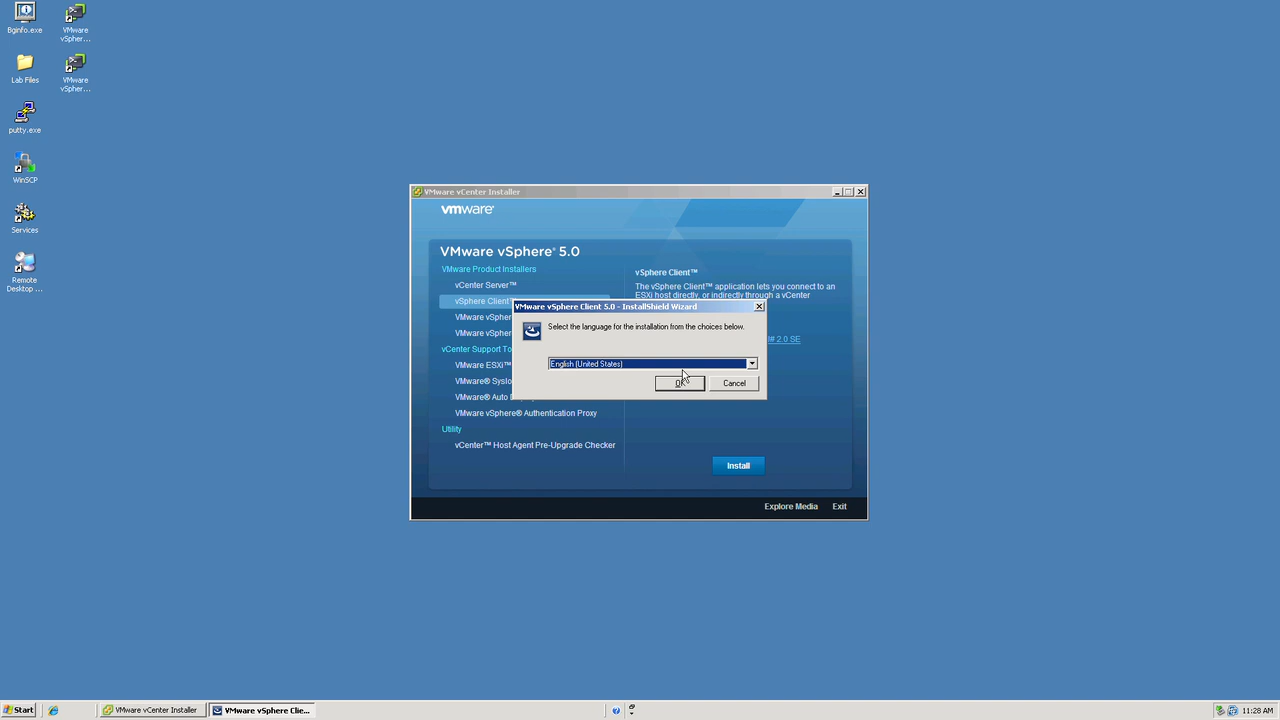 Bginfo.exe
VMware
vSpher...
Lab Files
VMware
vSpher...
putty.exe
WinSCP
Services
Remote
Desktop ...
VMware vCenter Installer
vmware®
VMware vSphere® 5.0
VMware Product Installers
vCenter Server™
vSphere Client™
VMware vSpher
VMware vSpher
vCenter Support To
VMware ESXi™
VMware® Syslo
VMware® Auto Dep
VMware vSphere® Authentication Proxy
Utility
vCenter™ Host Agent Pre-Upgrade Checker
vSphere Client™
The vSphere Client™ application lets you connect to an
ESXi host directly, or indirectly through a vCenter
J# 2.0 SE
Install
Explore Media
Exit
VMware vSphere Client 5.0 - InstallShield Wizard
Select the language for the installation from the choices below.
English (United States)
OK
Cancel
Start
VMware vCenter Installer
VMware vSphere Clie...
11:28 AM